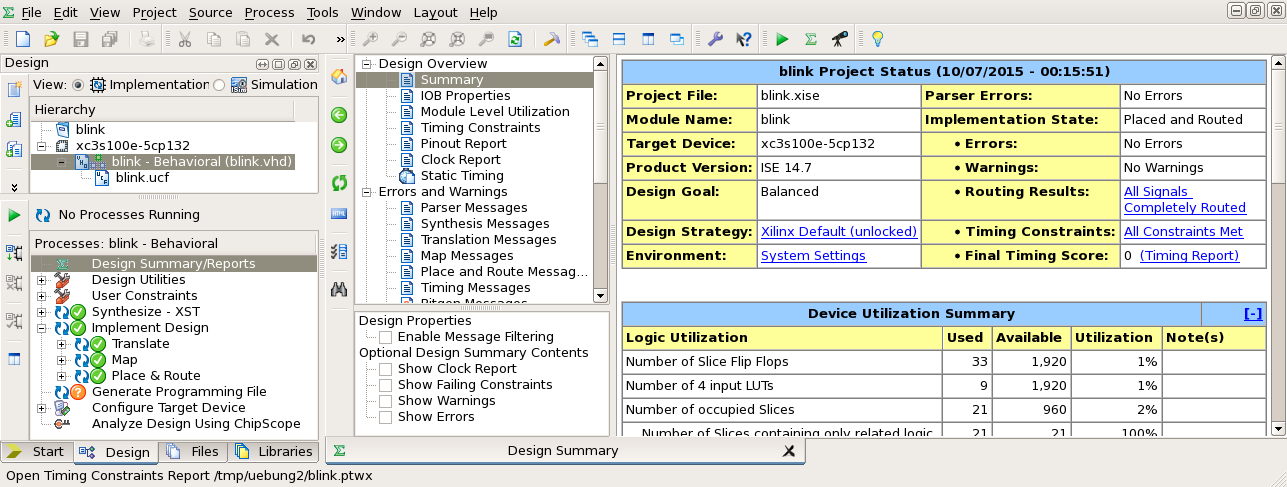 File Edit View Project Source Process Tools Window Layout Help
»
Design
View: Implementation Simulation
Hierarchy
blink
xc3s100e-5cp132
blink - Behavioral (blink.vhd)
blink.ucf
No Processes Running
Processes: blink - Behavioral
Design Summary/Reports
Design Utilities
User Constraints
Synthesize - XST
Implement Design
Translate
Map
Place & Route
Generate Programming File
Configure Target Device
Analyze Design Using ChipScope
Start Design Files Libraries
Design Overview
Summary
IOB Properties
Module Level Utilization
Timing Constraints
Pinout Report
Clock Report
Static Timing
Errors and Warnings
Parser Messages
Synthesis Messages
Translation Messages
Map Messages
Place and Route Messag...
Timing Messages
Bitgen Messages
Design Properties
Enable Message Filtering
Optional Design Summary Contents
Show Clock Report
Show Failing Constraints
Show Warnings
Show Errors
blink Project Status (10/07/2015 - 00:15:51)
Project File: blink.xise Parser Errors: No Errors
Module Name: blink Implementation State: Placed and Routed
Target Device: xc3s100e-5cp132 • Errors: No Errors
Product Version: ISE 14.7 • Warnings: No Warnings
Design Goal: Balanced • Routing Results: All Signals
Completely Routed
Design Strategy: Xilinx Default (unlocked) • Timing Constraints: All Constraints Met
Environment: System Settings • Final Timing Score: 0 (Timing Report)
Device Utilization Summary [-]
Logic Utilization Used Available Utilization Note(s)
Number of Slice Flip Flops 33 1,920 1%
Number of 4 input LUTs 9 1,920 1%
Number of occupied Slices 21 960 2%
Number of Slices containing only related logic 21 21 100%
Design Summary
Open Timing Constraints Report /tmp/uebung2/blink.ptwx